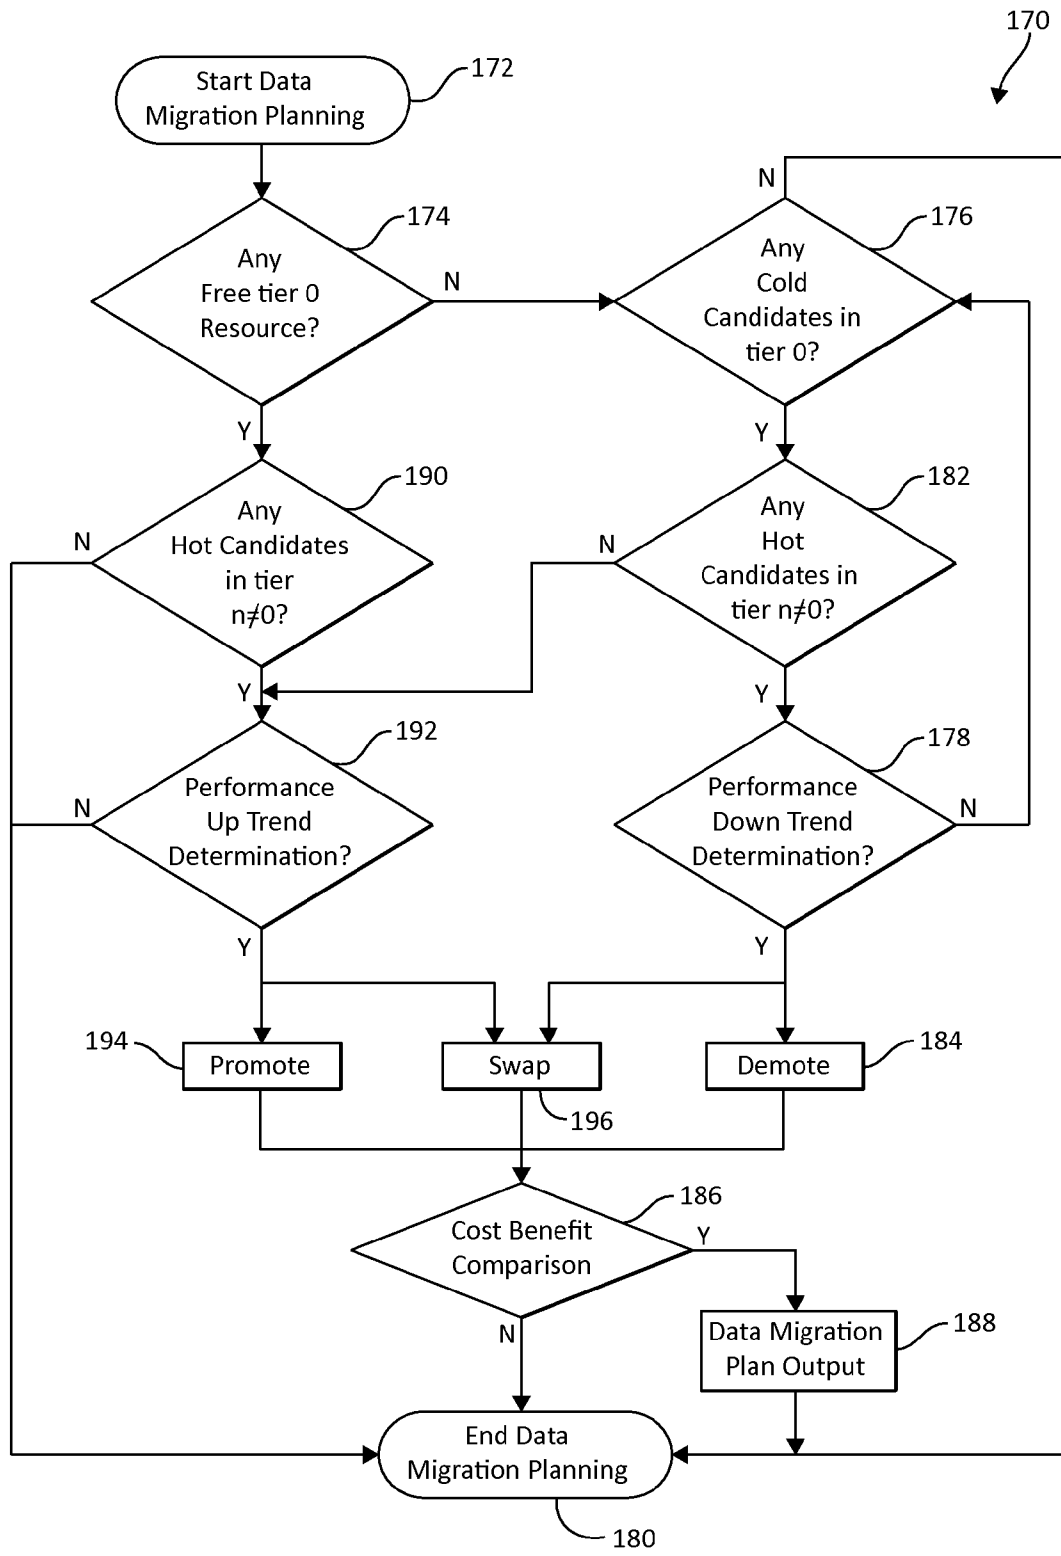 170
Start Data
Migration Planning
172
N
174
176
Any
Free tier 0
Resource?
N
Any
Cold
Candidates in
tier 0?
Y
Y
190
182
Any
Hot Candidates
in tier
n≠0?
N
Any
Hot
Candidates in
tier n≠0?
N
Y
Y
192
178
Performance
Up Trend
Determination?
N
Performance
Down Trend
Determination?
N
Y
Y
194
Promote
Swap
196
Demote
184
186
Cost Benefit
Comparison
Y
N
Data Migration
Plan Output
188
End Data
Migration Planning
180